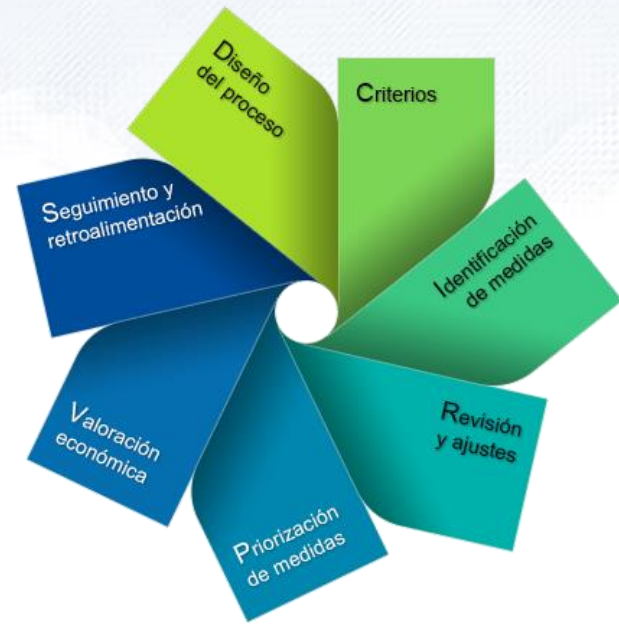 Diseño
del proceso
Criterios
Identificación
de medidas
Revisión
y ajustes
Priorización
de medidas
Valoración
económica
Seguimiento y
retroalimentación